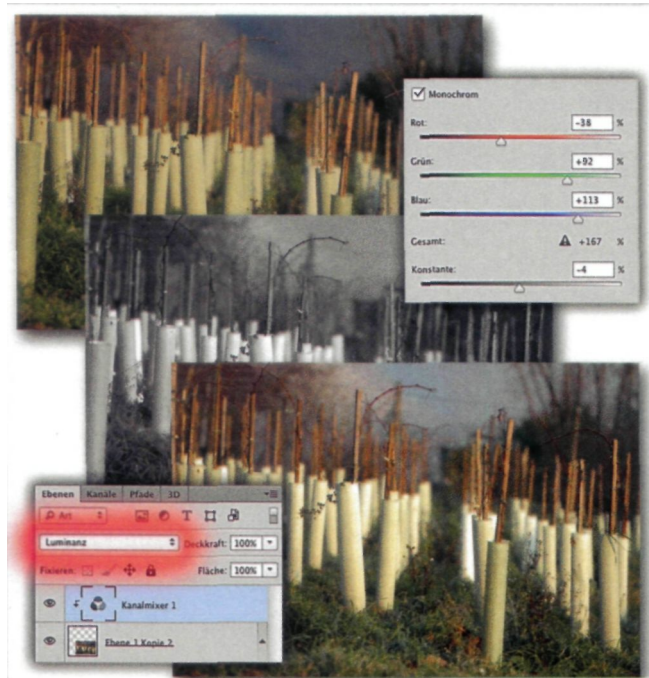 Monochrom
Rot: -38 %
Grün: +92 %
Blau: +113 %
Gesamt: +167 %
Konstante: -4 %
Ebenen Kanäle Pfade 3D
Art T
Luminanz Deckkraft: 100%
Fixieren: Fläche: 100%
Kanalmixer 1
Ebene 1 Kopie 2